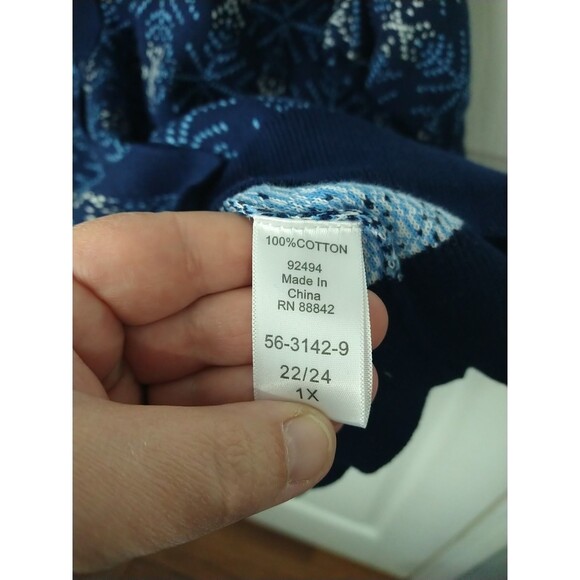 100%COTTON
92494
Made In
China
RN 88842
56-3142-9
22/24
1X